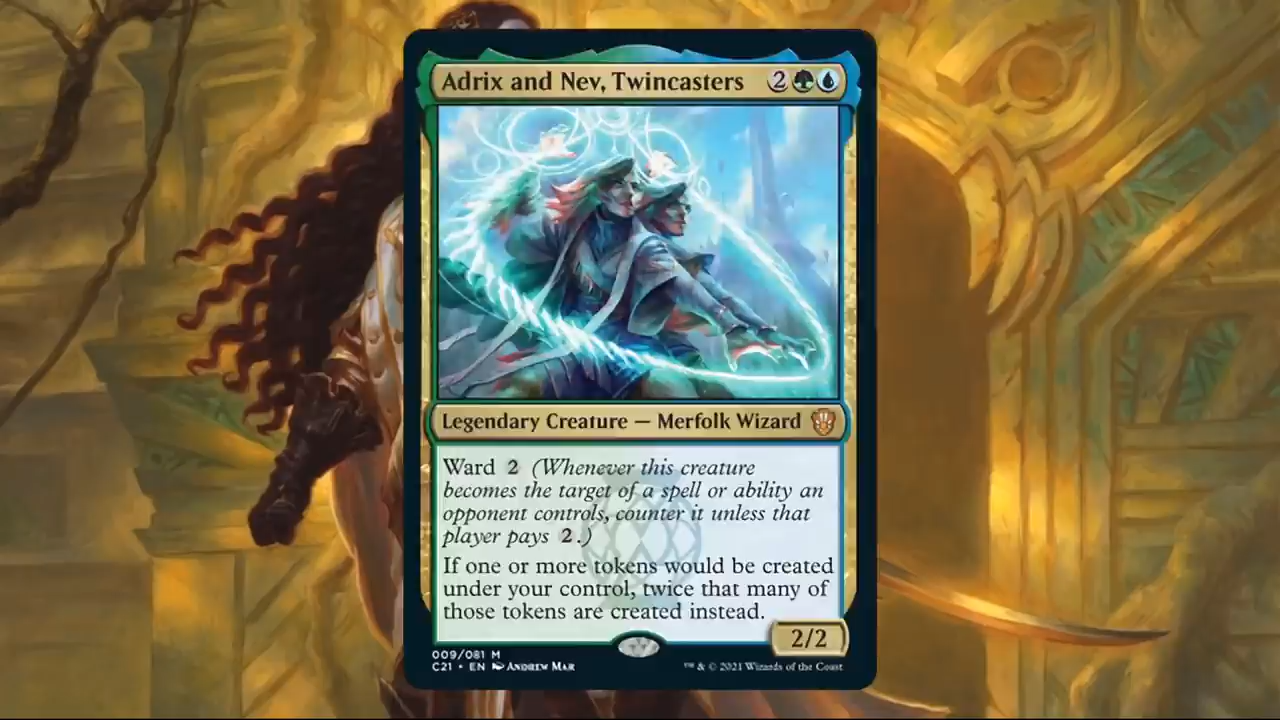 Adrix and Nev, Twincasters 2
Legendary Creature — Merfolk Wizard
Ward 2 (Whenever this creature
becomes the target of a spell or ability an
opponent controls, counter it unless that
player pays 2.)
If one or more tokens would be created
under your control, twice that many of
those tokens are created instead.
2/2
009/081 M
C21 • EN Andrew Mar
™ & © 2021 Wizards of the Coast